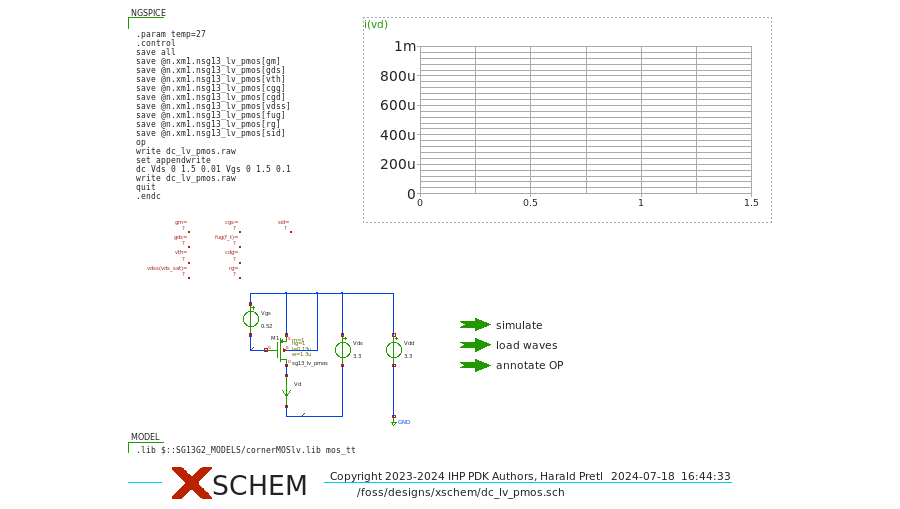 NGSPICE
.param temp=27
.control
save all
save @n.xm1.nsg13_lv_pmos[gm]
save @n.xm1.nsg13_lv_pmos[gds]
save @n.xm1.nsg13_lv_pmos[vth]
save @n.xm1.nsg13_lv_pmos[cgg]
save @n.xm1.nsg13_lv_pmos[cgd]
save @n.xm1.nsg13_lv_pmos[vdss]
save @n.xm1.nsg13_lv_pmos[fug]
save @n.xm1.nsg13_lv_pmos[rg]
save @n.xm1.nsg13_lv_pmos[sid]
op
write dc_lv_pmos.raw
set appendwrite
dc Vds 0 1.5 0.01 Vgs 0 1.5 0.1
write dc_lv_pmos.raw
quit
.endc
i(vd)
1m
800u
600u
400u
200u
0
0 0.5 1 1.5
gm= cgs= sid=
? ? ?
gds= fug(f_t)=
? ?
vth= cdg=
? ?
vdss(vds_sat)= rg=
? ?
Vgs
0.52
M1
w=1.3u
sg13_lv_pmos
Vd
Vds
3.3
Vdd
3.3
GND
simulate
load waves
annotate OP
MODEL
.lib $::SG13G2_MODELS/cornerMOSlv.lib mos_tt
XSCHEM
Copyright 2023-2024 IHP PDK Authors, Harald Pretl 2024-07-18 16:44:33
/foss/designs/xschem/dc_lv_pmos.sch